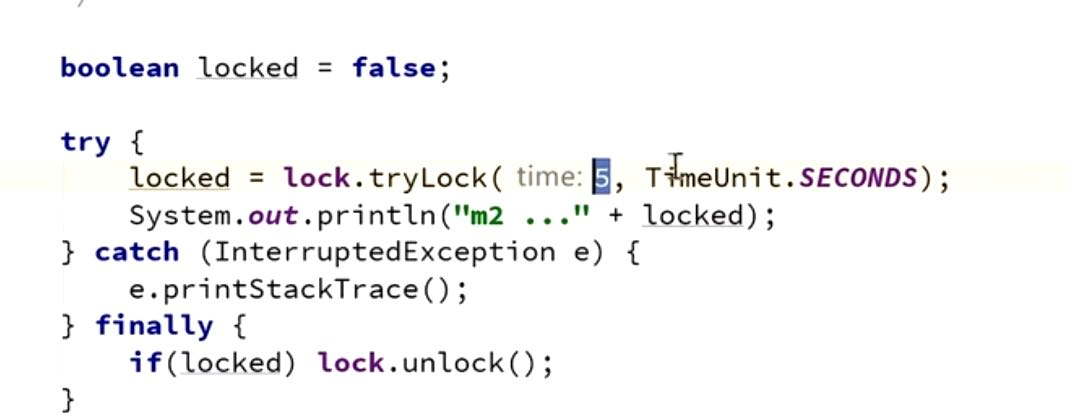 boolean locked = false;
try {
locked = lock.tryLock( time: 5, TimeUnit.SECONDS);
System.out.println("m2 ..." + locked);
} catch (InterruptedException e) {
e.printStackTrace();
} finally {
if(locked) lock.unlock();
}